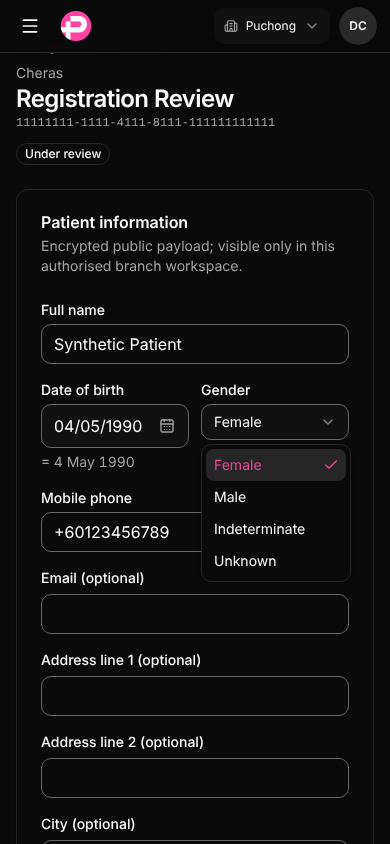 Puchong
DC
Cheras
Registration Review
11111111-1111-4111-8111-111111111111
Under review
Patient information
Encrypted public payload; visible only in this
authorised branch workspace.
Full name
Synthetic Patient
Date of birth
Gender
04/05/1990
Female
= 4 May 1990
Female
Male
Indeterminate
Unknown
Mobile phone
+60123456789
Email (optional)
Address line 1 (optional)
Address line 2 (optional)
City (optional)